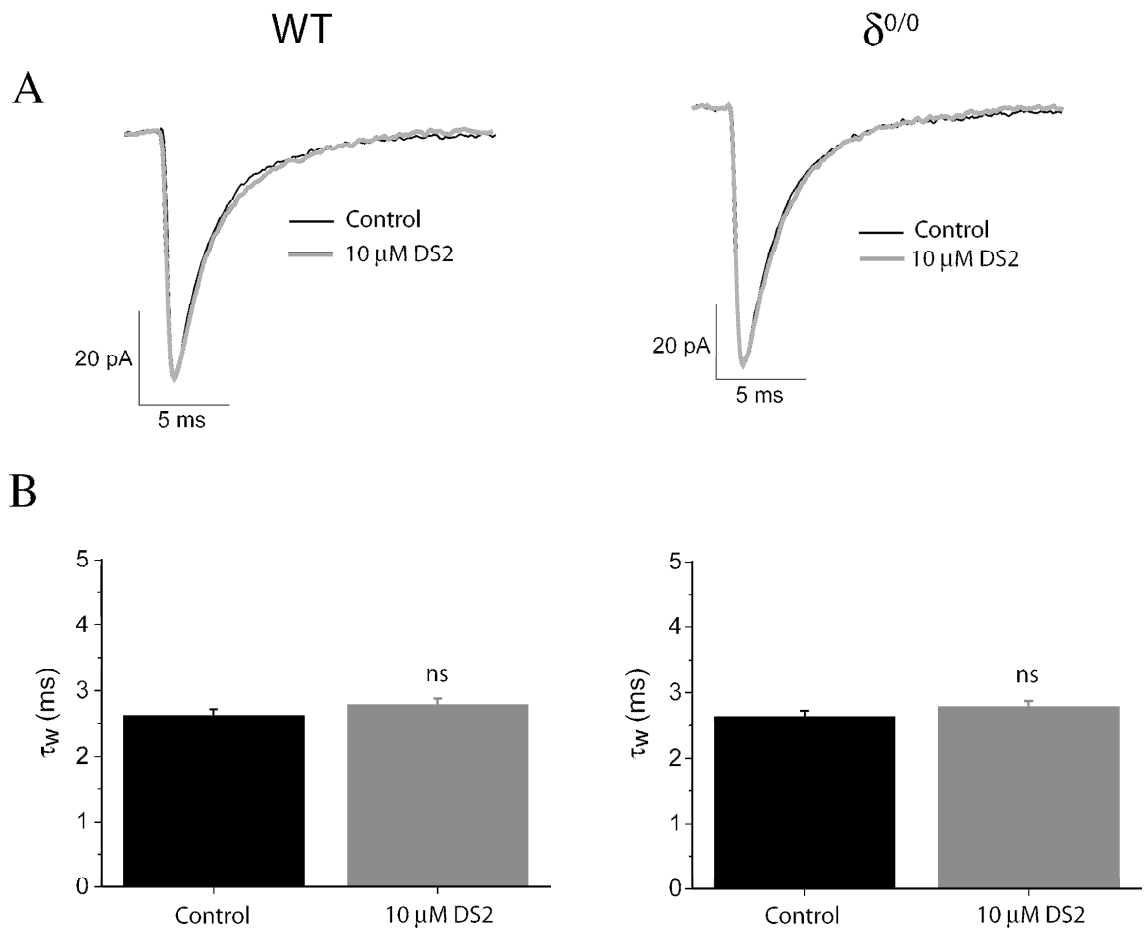 WT
δ0/0
A
Control
10 μM DS2
20 pA
5 ms
Control
10 μM DS2
20 pA
5 ms
B
5
4
3
2
1
0
τw (ms)
ns
Control
10 μM DS2
5
4
3
2
1
0
τw (ms)
ns
Control
10 μM DS2